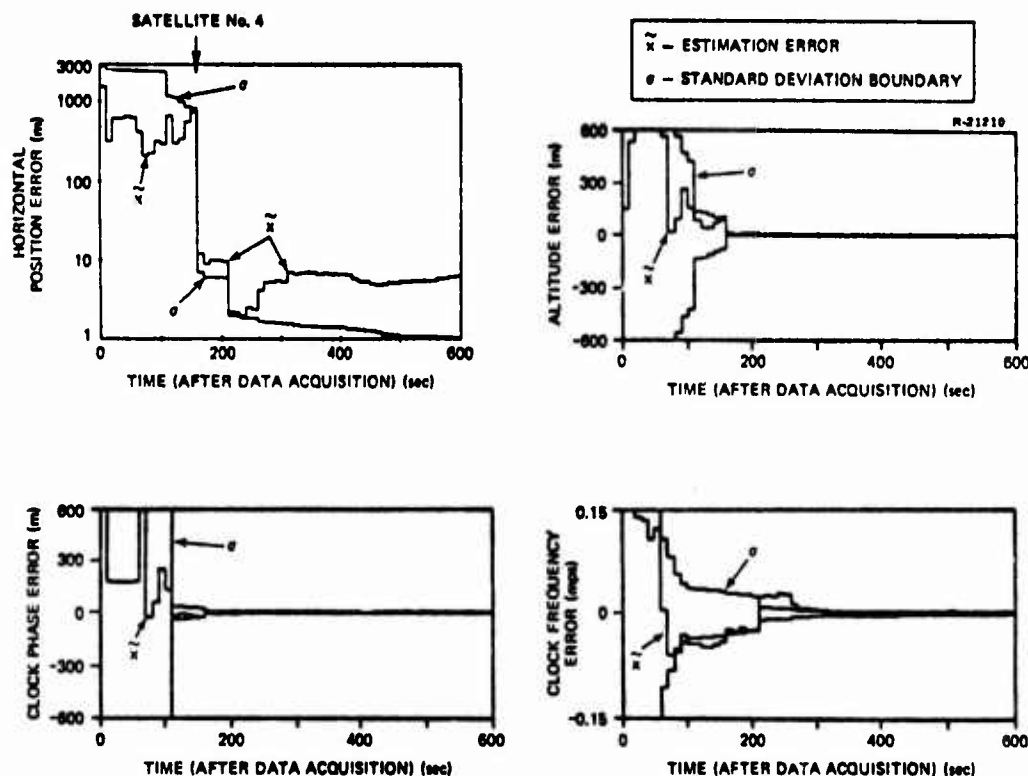 SATELLITE No. 4
x̃ – ESTIMATION ERROR
σ – STANDARD DEVIATION BOUNDARY
R-21210
HORIZONTAL
POSITION ERROR (m)
3000
1000
100
10
1
σ
x̃
x̃
σ
0 200 400 600
TIME (AFTER DATA ACQUISITION) (sec)
ALTITUDE ERROR (m)
600
300
0
-300
-600
σ
x̃
0 200 400 600
TIME (AFTER DATA ACQUISITION) (sec)
CLOCK PHASE ERROR (m)
600
300
0
-300
-600
σ
x̃
0 200 400 600
TIME (AFTER DATA ACQUISITION) (sec)
CLOCK FREQUENCY
ERROR (mps)
0.15
0
-0.15
σ
x̃
0 200 400 600
TIME (AFTER DATA ACQUISITION) (sec)